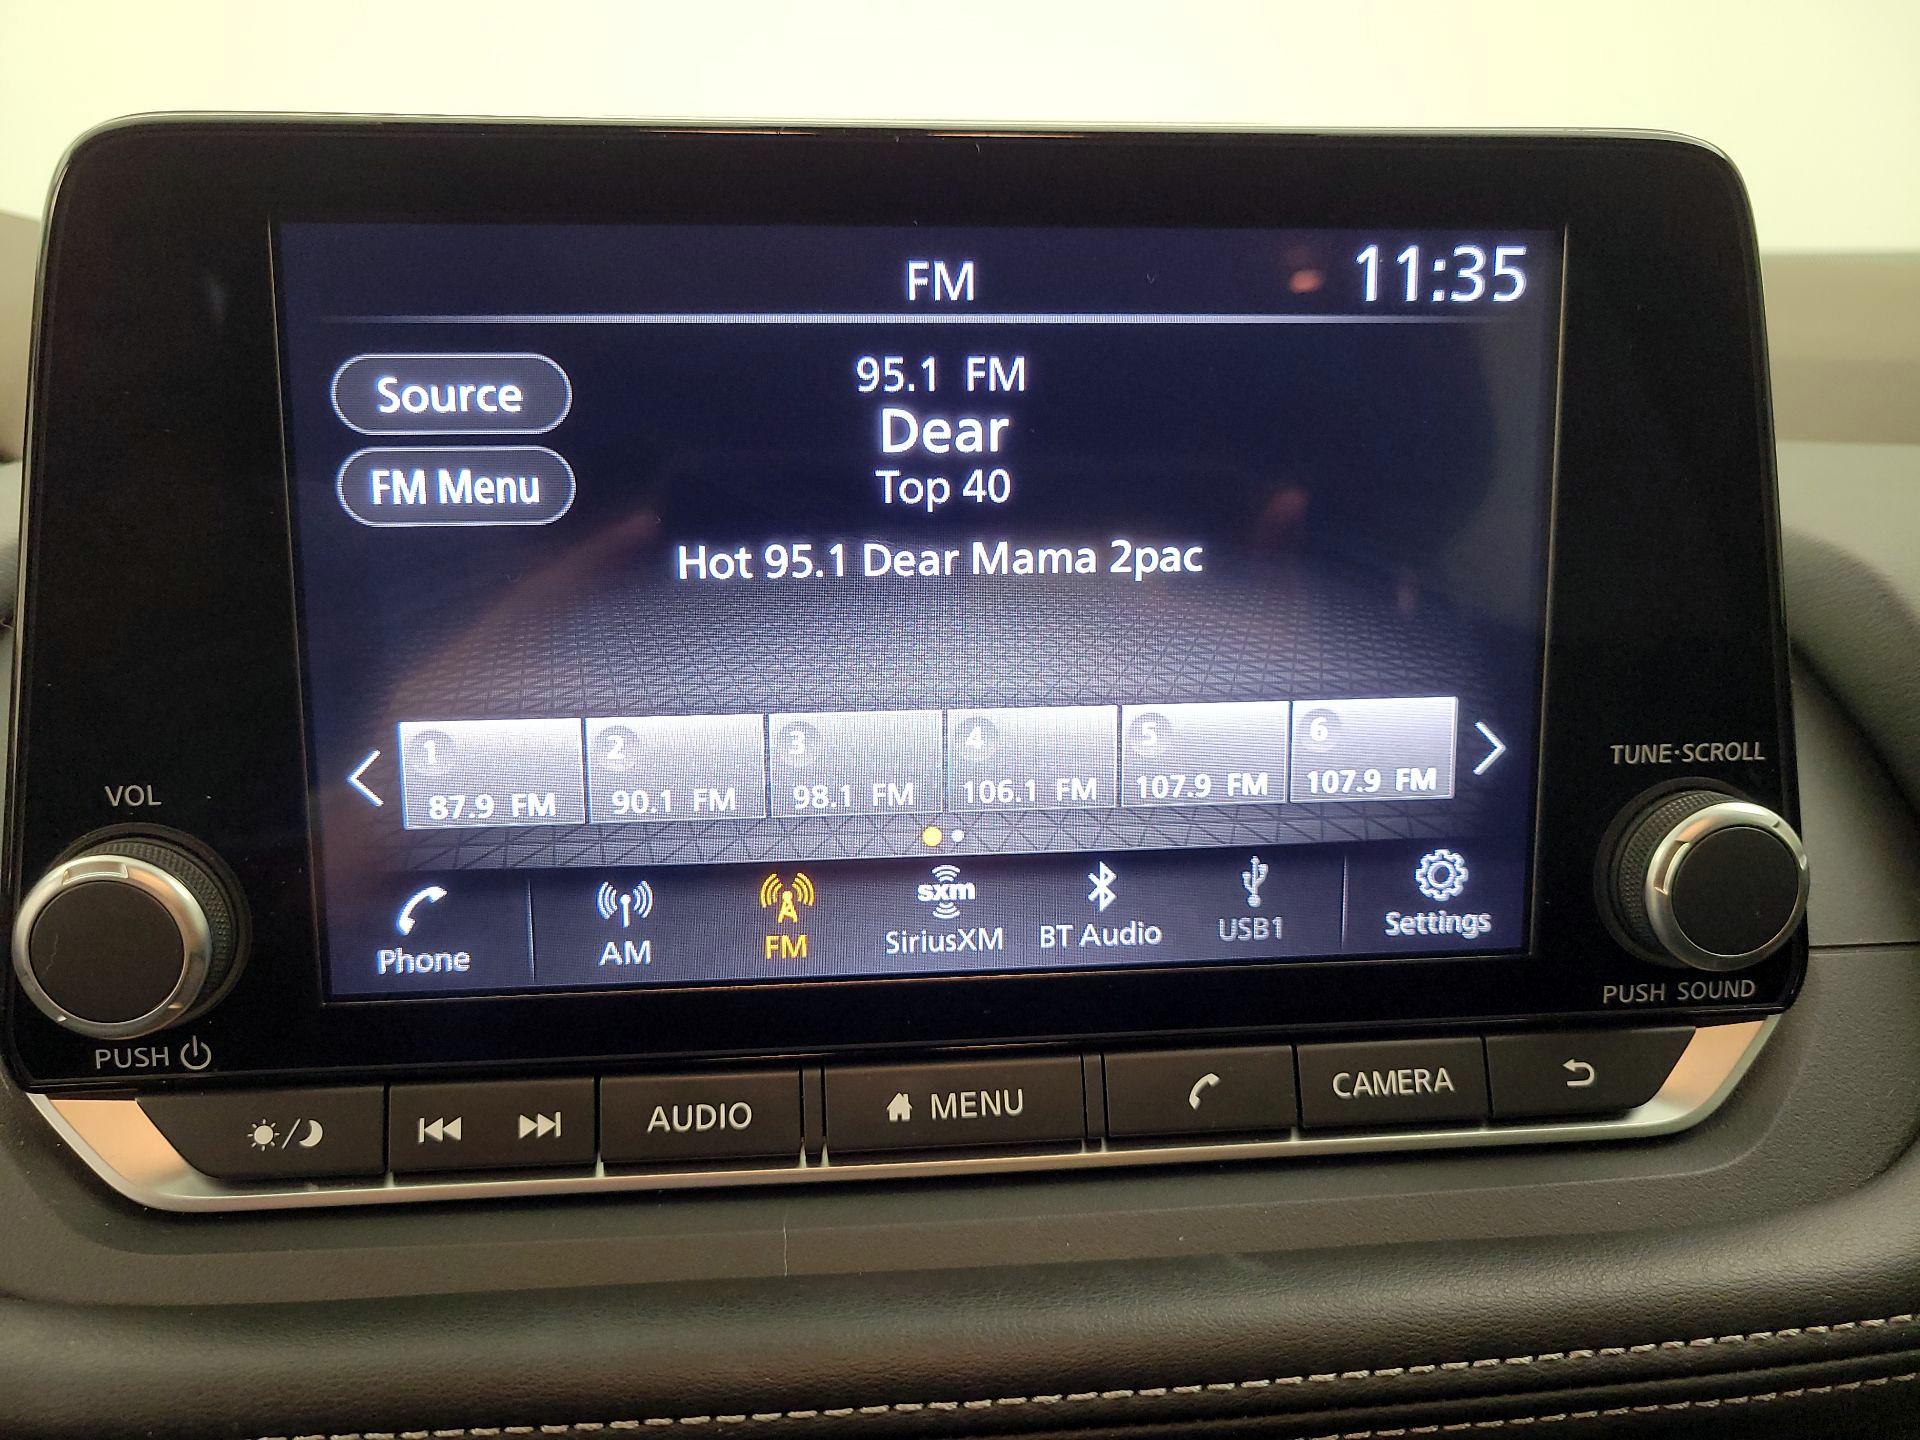 FM
11:35
Source
FM Menu
95.1 FM
Dear
Top 40
Hot 95.1 Dear Mama 2pac
1
2
3
4
5
6
87.9 FM
90.1 FM
98.1 FM
106.1 FM
107.9 FM
107.9 FM
Phone
AM
FM
sxm
SiriusXM
BT Audio
USB1
Settings
VOL
PUSH
TUNE·SCROLL
PUSH SOUND
AUDIO
MENU
CAMERA